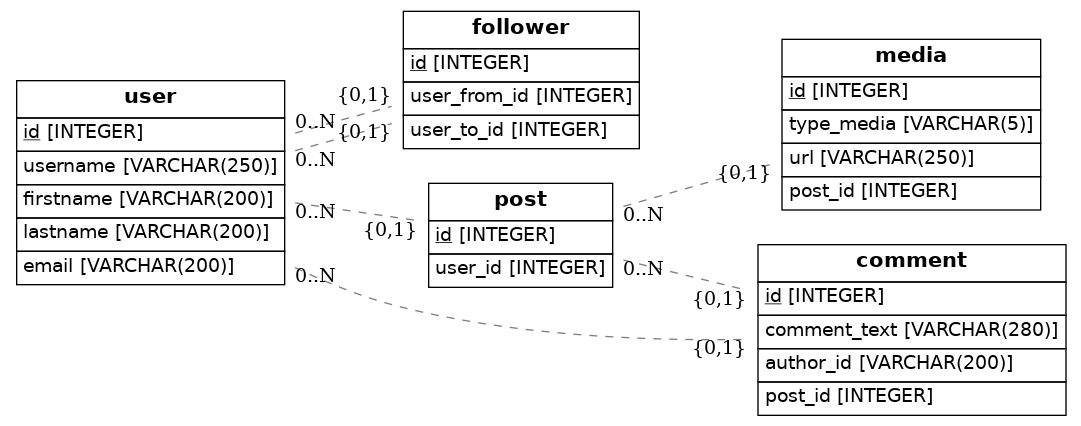 user
id [INTEGER]
username [VARCHAR(250)]
firstname [VARCHAR(200)]
lastname [VARCHAR(200)]
email [VARCHAR(200)]
follower
id [INTEGER]
user_from_id [INTEGER]
user_to_id [INTEGER]
{0,1}
0..N
{0,1}
0..N
post
id [INTEGER]
user_id [INTEGER]
0..N
{0,1}
media
id [INTEGER]
type_media [VARCHAR(5)]
url [VARCHAR(250)]
post_id [INTEGER]
{0,1}
0..N
comment
id [INTEGER]
comment_text [VARCHAR(280)]
author_id [VARCHAR(200)]
post_id [INTEGER]
0..N
{0,1}
0..N
{0,1}